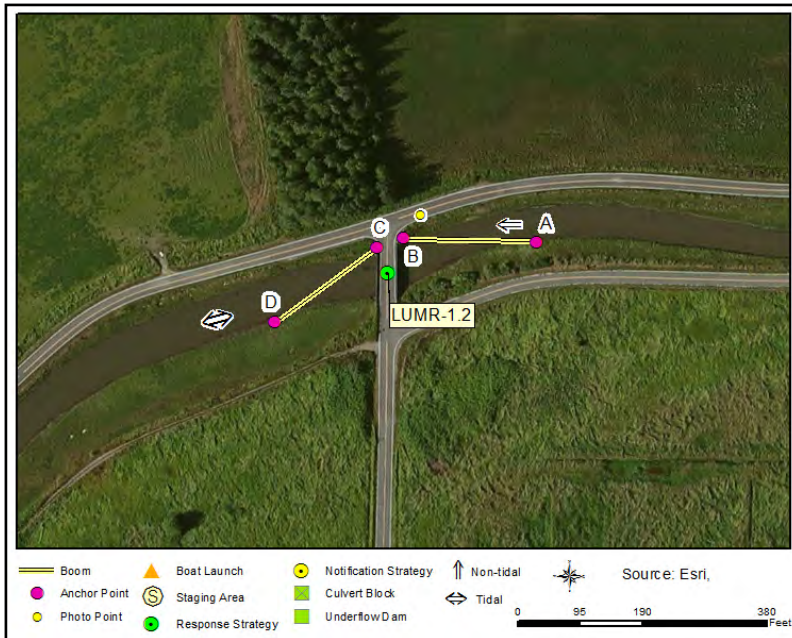 A
C
B
D
LUMR-1.2
Boom
Boat Launch
Notification Strategy
Non-tidal
Source: Esri,
Anchor Point
S
Staging Area
Culvert Block
Tidal
Photo Point
Response Strategy
Underflow Dam
0 95 190 380
Feet